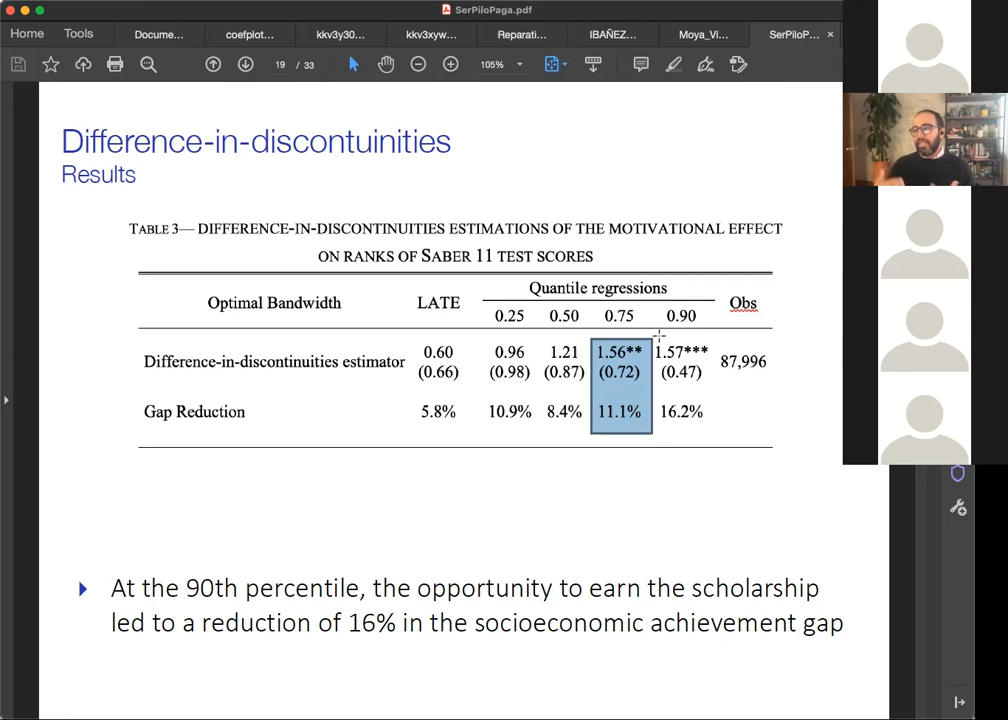 SerPiloPaga.pdf
Home Tools Docume... coefplot... kkv3y30... kkv3xyw... Reparati... IBAÑEZ... Moya_Vi... SerPiloP... ×
19 / 33 105%
Difference-in-discontuinities
Results
TABLE 3— DIFFERENCE-IN-DISCONTINUITIES ESTIMATIONS OF THE MOTIVATIONAL EFFECT
ON RANKS OF SABER 11 TEST SCORES
Optimal Bandwidth LATE Quantile regressions Obs
0.25 0.50 0.75 0.90
Difference-in-discontinuities estimator 0.60 0.96 1.21 1.56** 1.57*** 87,996
(0.66) (0.98) (0.87) (0.72) (0.47)
Gap Reduction 5.8% 10.9% 8.4% 11.1% 16.2%
At the 90th percentile, the opportunity to earn the scholarship
led to a reduction of 16% in the socioeconomic achievement gap